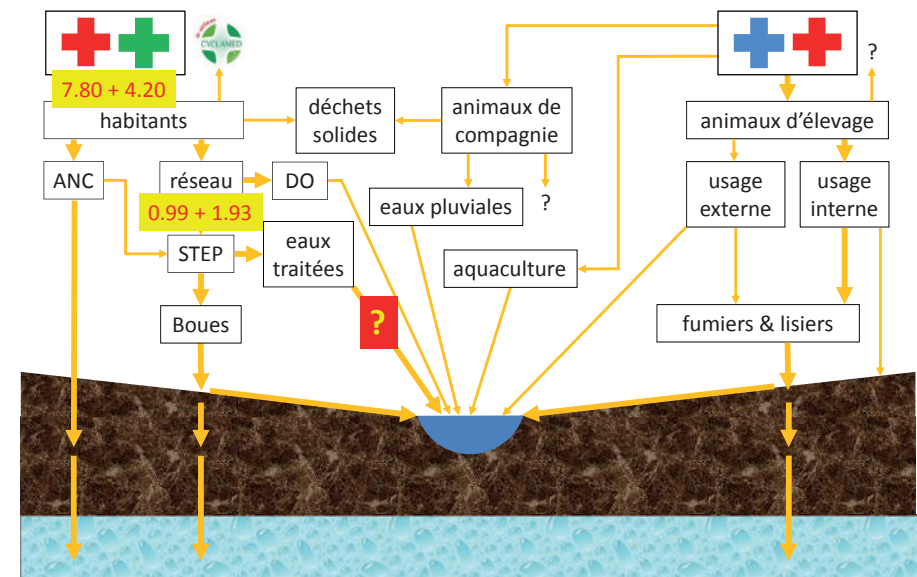 CYCLAMED
?
7.80 + 4.20
habitants
déchets
solides
animaux de
compagnie
animaux d'élevage
ANC
réseau
DO
eaux pluviales
?
usage
externe
usage
interne
0.99 + 1.93
STEP
eaux
traitées
aquaculture
Boues
?
fumiers & lisiers